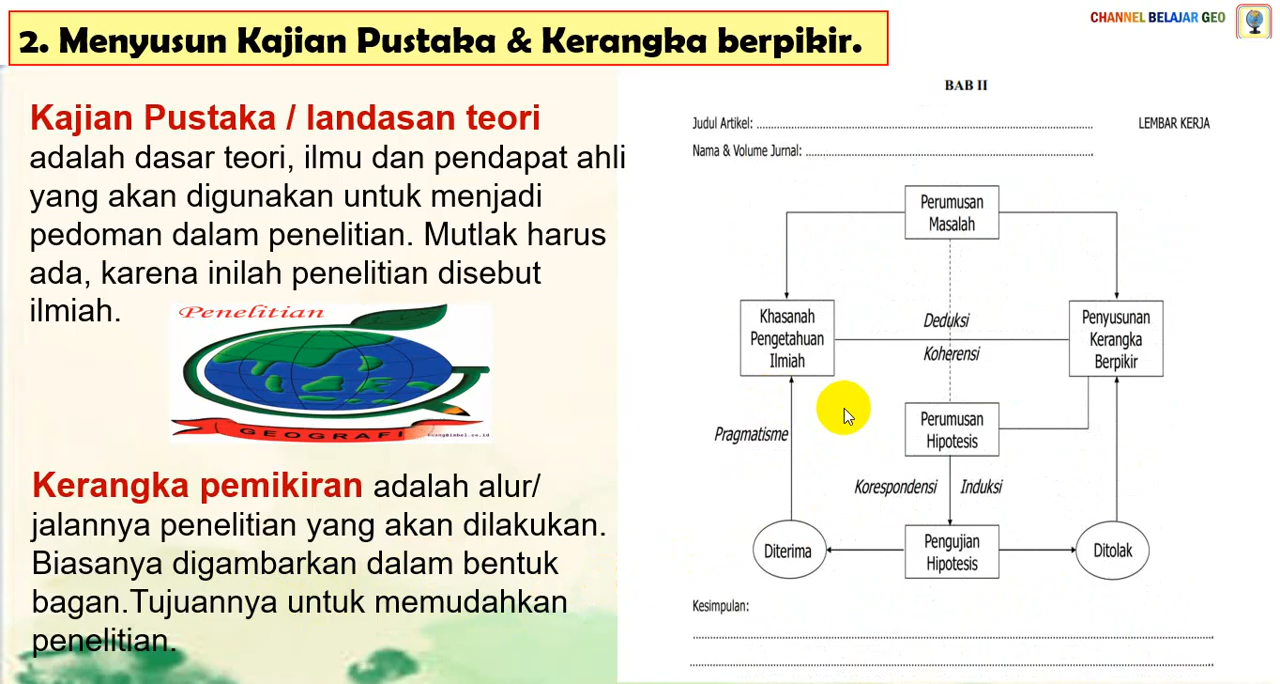 2. Menyusun Kajian Pustaka & Kerangka berpikir.
CHANNEL BELAJAR GEO
Kajian Pustaka / landasan teori
adalah dasar teori, ilmu dan pendapat ahli
yang akan digunakan untuk menjadi
pedoman dalam penelitian. Mutlak harus
ada, karena inilah penelitian disebut
ilmiah.
Penelitian
GEOGRAFI
Kerangka pemikiran adalah alur/
jalannya penelitian yang akan dilakukan.
Biasanya digambarkan dalam bentuk
bagan.Tujuannya untuk memudahkan
penelitian.
BAB II
Judul Artikel:
LEMBAR KERJA
Nama & Volume Jurnal:
Perumusan
Masalah
Khasanah
Pengetahuan
Ilmiah
Deduksi
Koherensi
Penyusunan
Kerangka
Berpikir
Perumusan
Hipotesis
Pragmatisme
Korespondensi
Induksi
Diterima
Pengujian
Hipotesis
Ditolak
Kesimpulan: